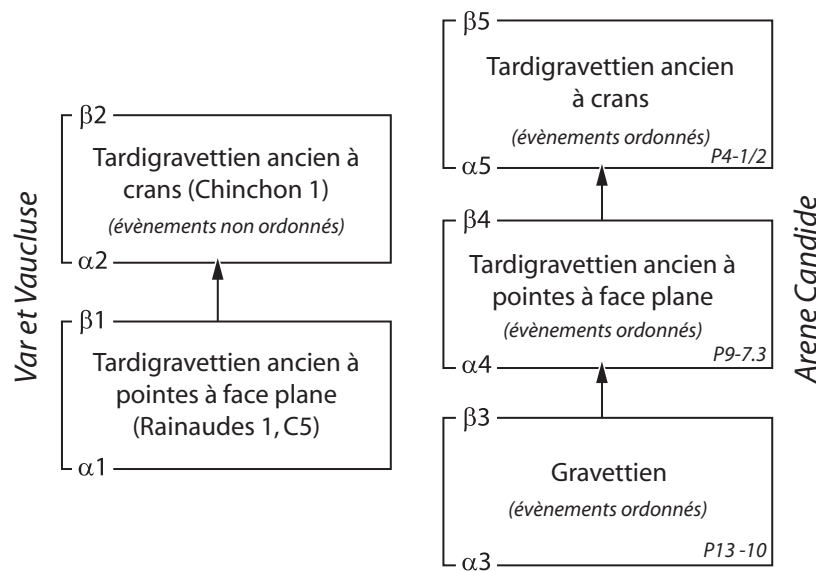 Var et Vaucluse
β2
Tardigravettien ancien à
crans (Chinchon 1)
(évènements non ordonnés)
α2
β1
Tardigravettien ancien à
pointes à face plane
(Rainaudes 1, C5)
α1
β5
Tardigravettien ancien
à crans
(évènements ordonnés)
P4-1/2
α5
β4
Tardigravettien ancien à
pointes à face plane
(évènements ordonnés)
P9-7.3
α4
β3
Gravettien
(évènements ordonnés)
P13 -10
α3
Arene Candide